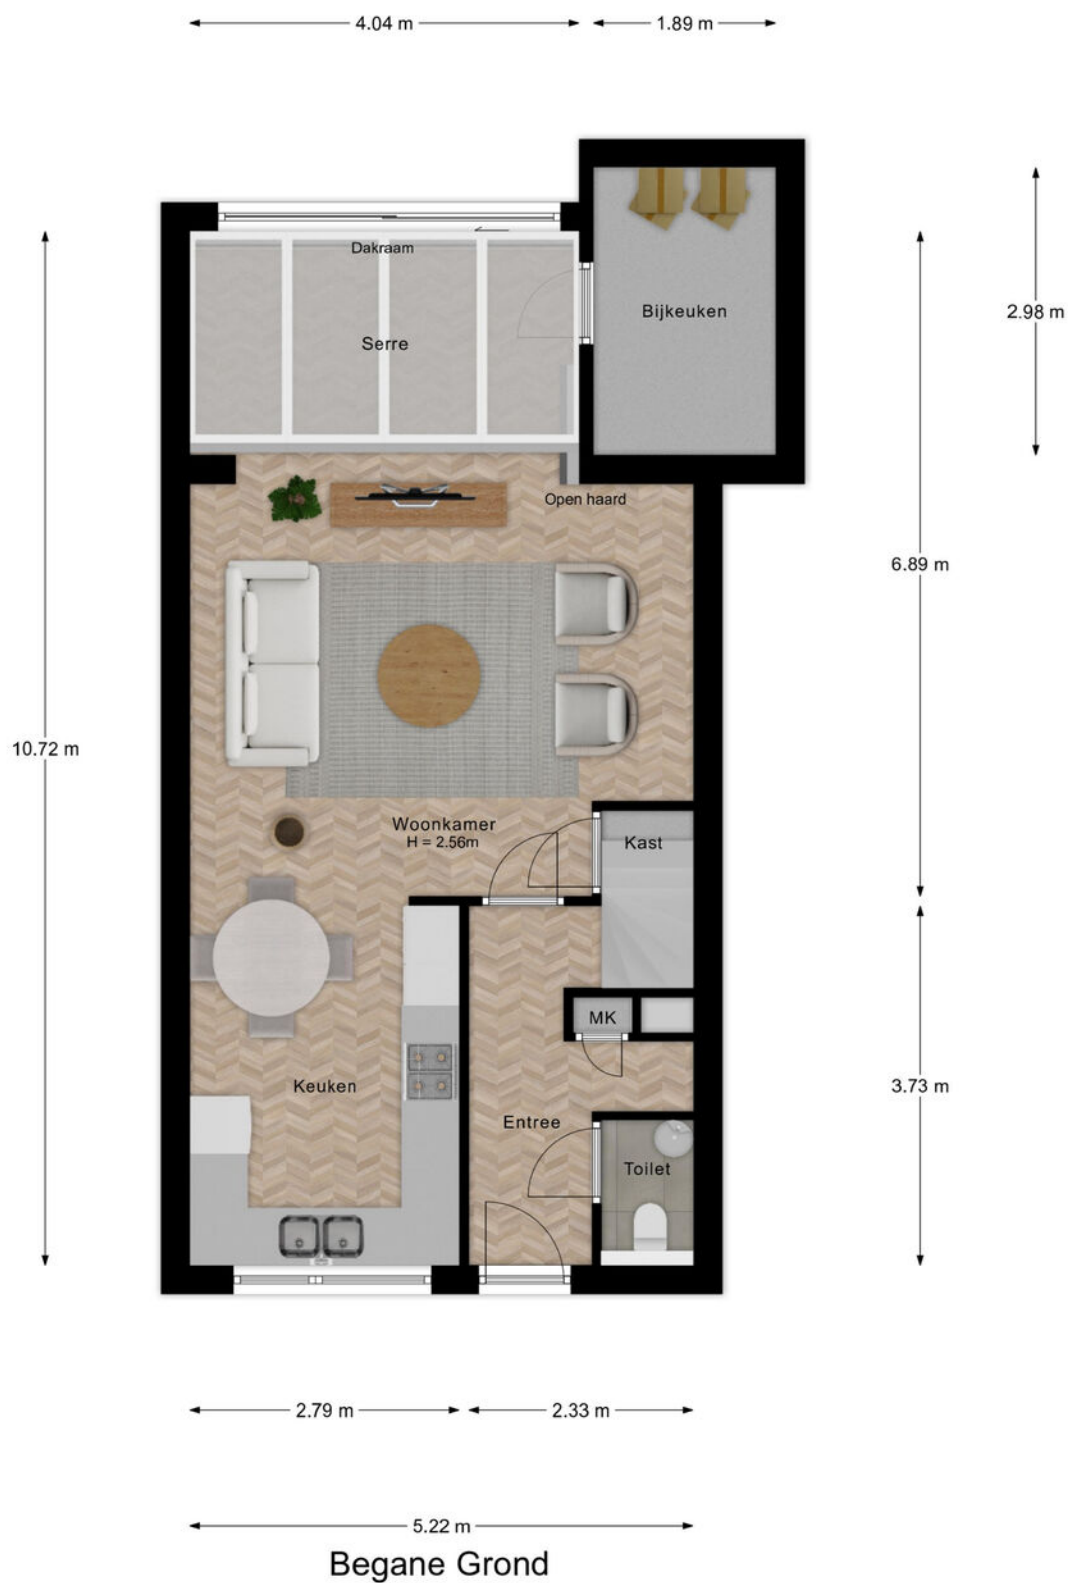 4.04 m
1.89 m
Dakraam
Serre
Bijkeuken
2.98 m
Open haard
6.89 m
10.72 m
Woonkamer
H = 2.56m
Kast
MK
Keuken
3.73 m
Entree
Toilet
2.79 m
2.33 m
5.22 m
Begane Grond